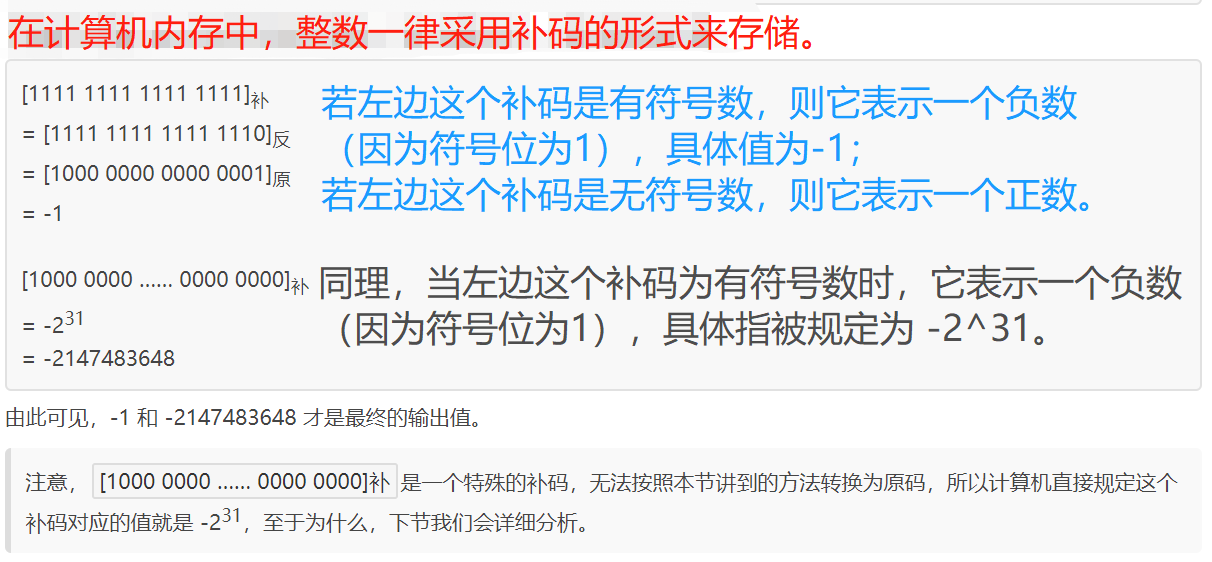 在计算机内存中，整数一律采用补码的形式来存储。
[1111 1111 1111 1111]补
= [1111 1111 1111 1110]反
= [1000 0000 0000 0001]原
= -1
若左边这个补码是有符号数，则它表示一个负数
（因为符号位为1），具体值为-1；
若左边这个补码是无符号数，则它表示一个正数。
[1000 0000 …… 0000 0000]补
= -2^31
= -2147483648
同理，当左边这个补码为有符号数时，它表示一个负数
（因为符号位为1），具体指被规定为 -2^31。
由此可见，-1 和 -2147483648 才是最终的输出值。
注意，[1000 0000 …… 0000 0000]补 是一个特殊的补码，无法按照本节讲到的方法转换为原码，所以计算机直接规定这个
补码对应的值就是 -2^31，至于为什么，下节我们会详细分析。